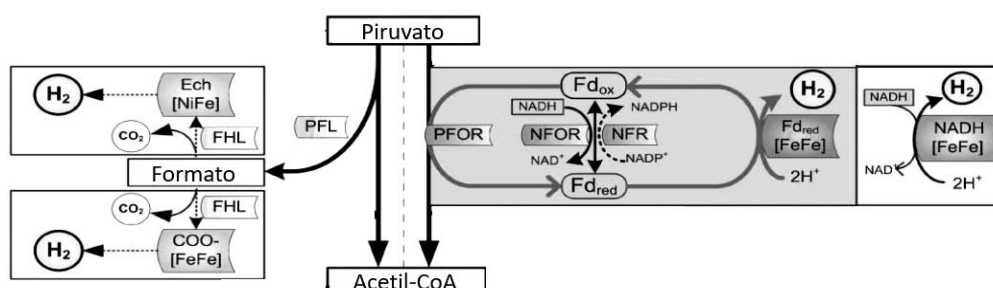 Piruvato
H₂
Ech
[NiFe]
CO₂
FHL
PFL
Formato
CO₂
FHL
H₂
COO-
[FeFe]
Acetil-CoA
PFOR
Fdox
NADH
NADPH
NFOR
NFR
NAD⁺
NADP⁺
Fdred
H₂
Fdred
[FeFe]
2H⁺
NADH
H₂
NADH
[FeFe]
NAD⁺
2H⁺